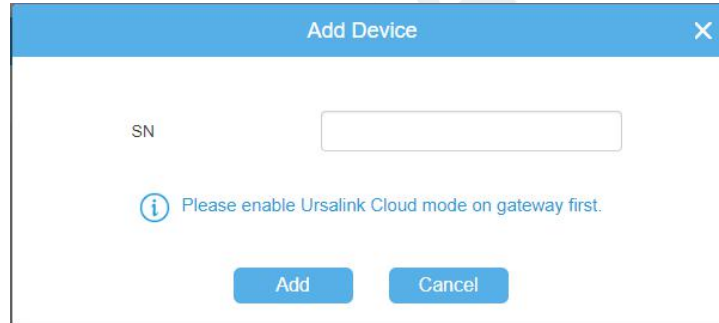 Add Device
SN
Please enable Ursalink Cloud mode on gateway first.
Add Cancel